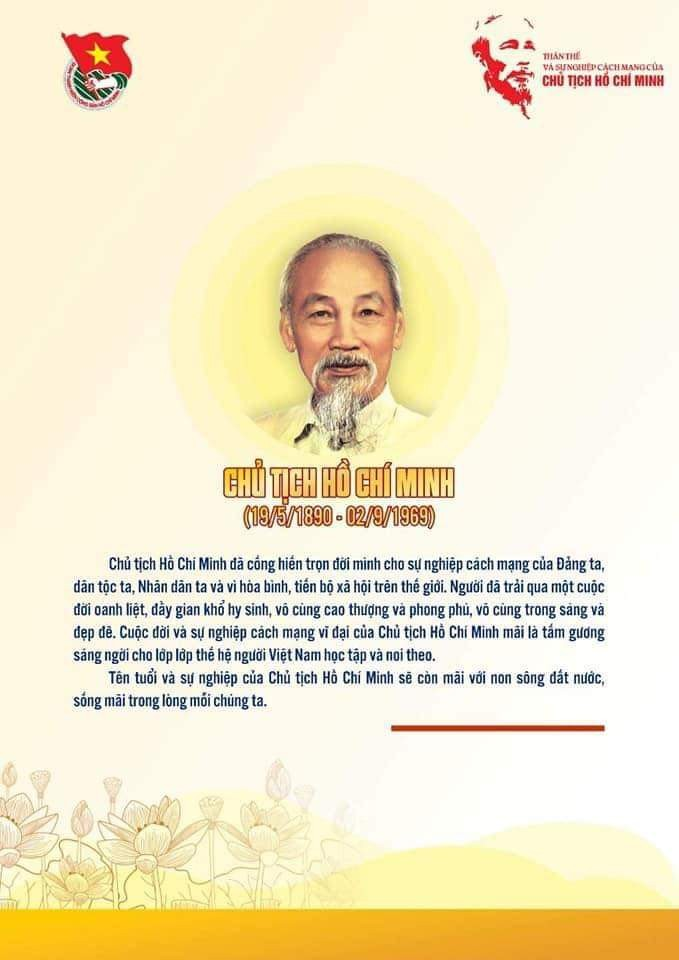 THÂN THẾ
VÀ SỰ NGHIỆP CÁCH MẠNG CỦA
CHỦ TỊCH HỒ CHÍ MINH
CHỦ TỊCH HỒ CHÍ MINH
(19/5/1890 - 02/9/1969)
Chủ tịch Hồ Chí Minh đã cống hiến trọn đời mình cho sự nghiệp cách mạng của Đảng ta,
dân tộc ta, Nhân dân ta và vì hòa bình, tiến bộ xã hội trên thế giới. Người đã trải qua một cuộc
đời oanh liệt, đầy gian khổ hy sinh, vô cùng cao thượng và phong phú, vô cùng trong sáng và
đẹp đẽ. Cuộc đời và sự nghiệp cách mạng vĩ đại của Chủ tịch Hồ Chí Minh mãi là tấm gương
sáng ngời cho lớp lớp thế hệ người Việt Nam học tập và noi theo.
Tên tuổi và sự nghiệp của Chủ tịch Hồ Chí Minh sẽ còn mãi với non sông đất nước,
sống mãi trong lòng mỗi chúng ta.